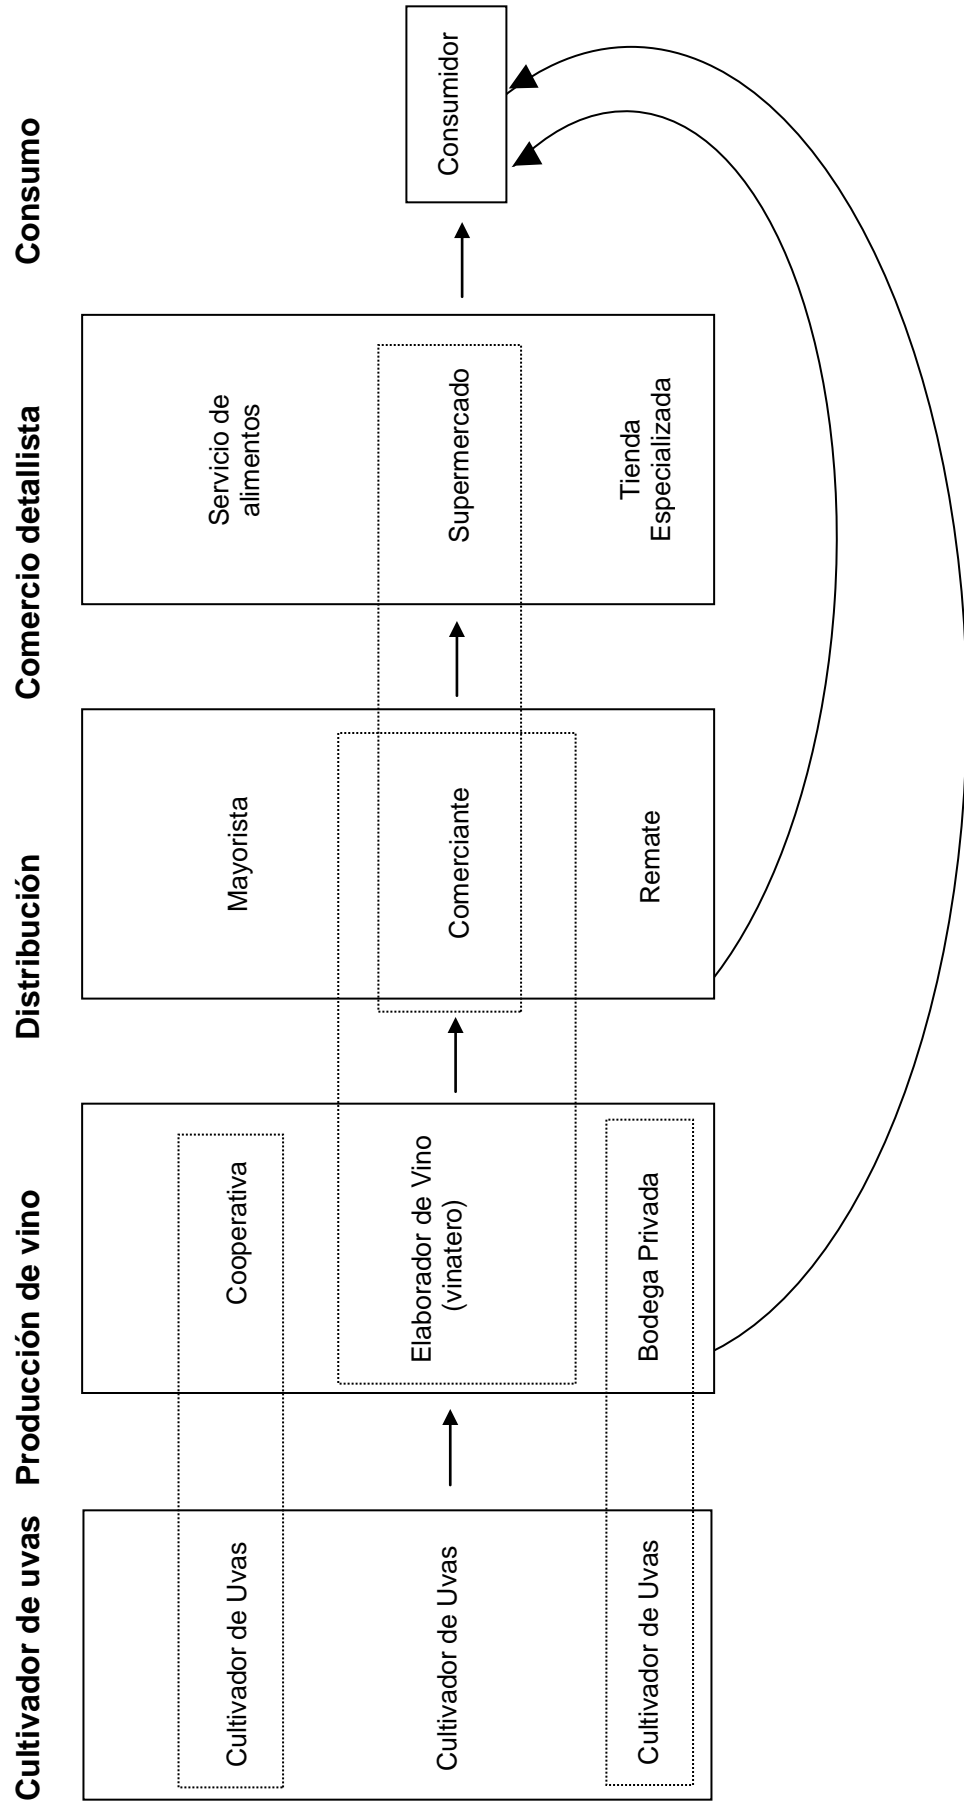 Cultivador de uvas
Producción de vino
Distribución
Comercio detallista
Consumo
Cultivador de Uvas
Cultivador de Uvas
Cultivador de Uvas
Cooperativa
Elaborador de Vino
(vinatero)
Bodega Privada
Mayorista
Comerciante
Remate
Servicio de
alimentos
Supermercado
Tienda
Especializada
Consumidor